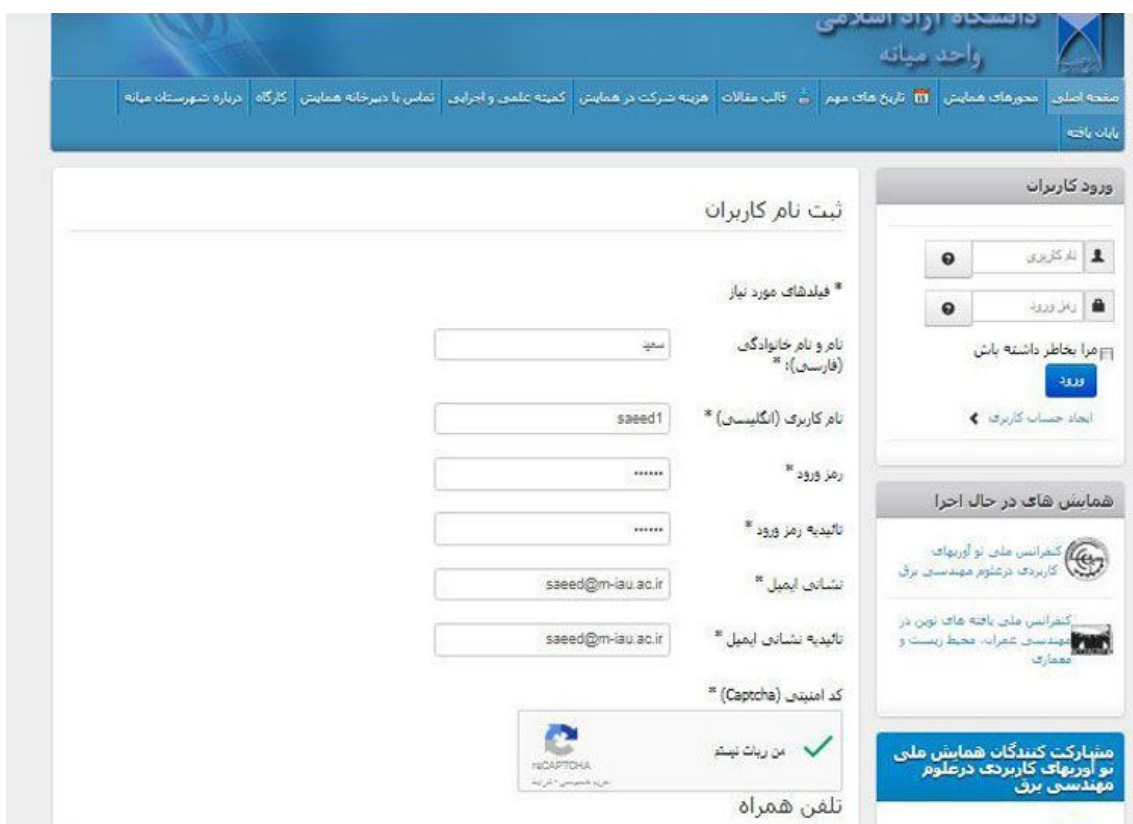 دانشگاه آزاد اسلامی
واحد میانه
صفحه اصلی
محورهای همایش
تاریخ های مهم
قالب مقالات
هزینه شرکت در همایش
کمیته علمی و اجرایی
تماس با دبیرخانه همایش
کارگاه
درباره شهرستان میانه
پایان یافته
ورود کاربران
نام کاربری
رمز ورود
مرا بخاطر داشته باش
ورود
ایجاد حساب کاربری
همایش های در حال اجرا
کنفرانس ملی نو آوریهای
کاربردی درعلوم مهندسی برق
کنفرانس ملی یافته های نوین در
مهندسی عمران، محیط زیست و
معماری
مشارکت کنندگان همایش ملی
نو آوریهای کاربردی درعلوم
مهندسی برق
ثبت نام کاربران
* فیلدهای مورد نیاز
نام و نام خانوادگی
(فارسی): *
سعید
نام کاربری (انگلیسی) *
saeed1
رمز ورود *
••••••
تائیدیه رمز ورود *
••••••
نشانی ایمیل *
saeed@m-iau.ac.ir
تائیدیه نشانی ایمیل *
saeed@m-iau.ac.ir
کد امنیتی (Captcha) *
من ربات نیستم
reCAPTCHA
تلفن همراه